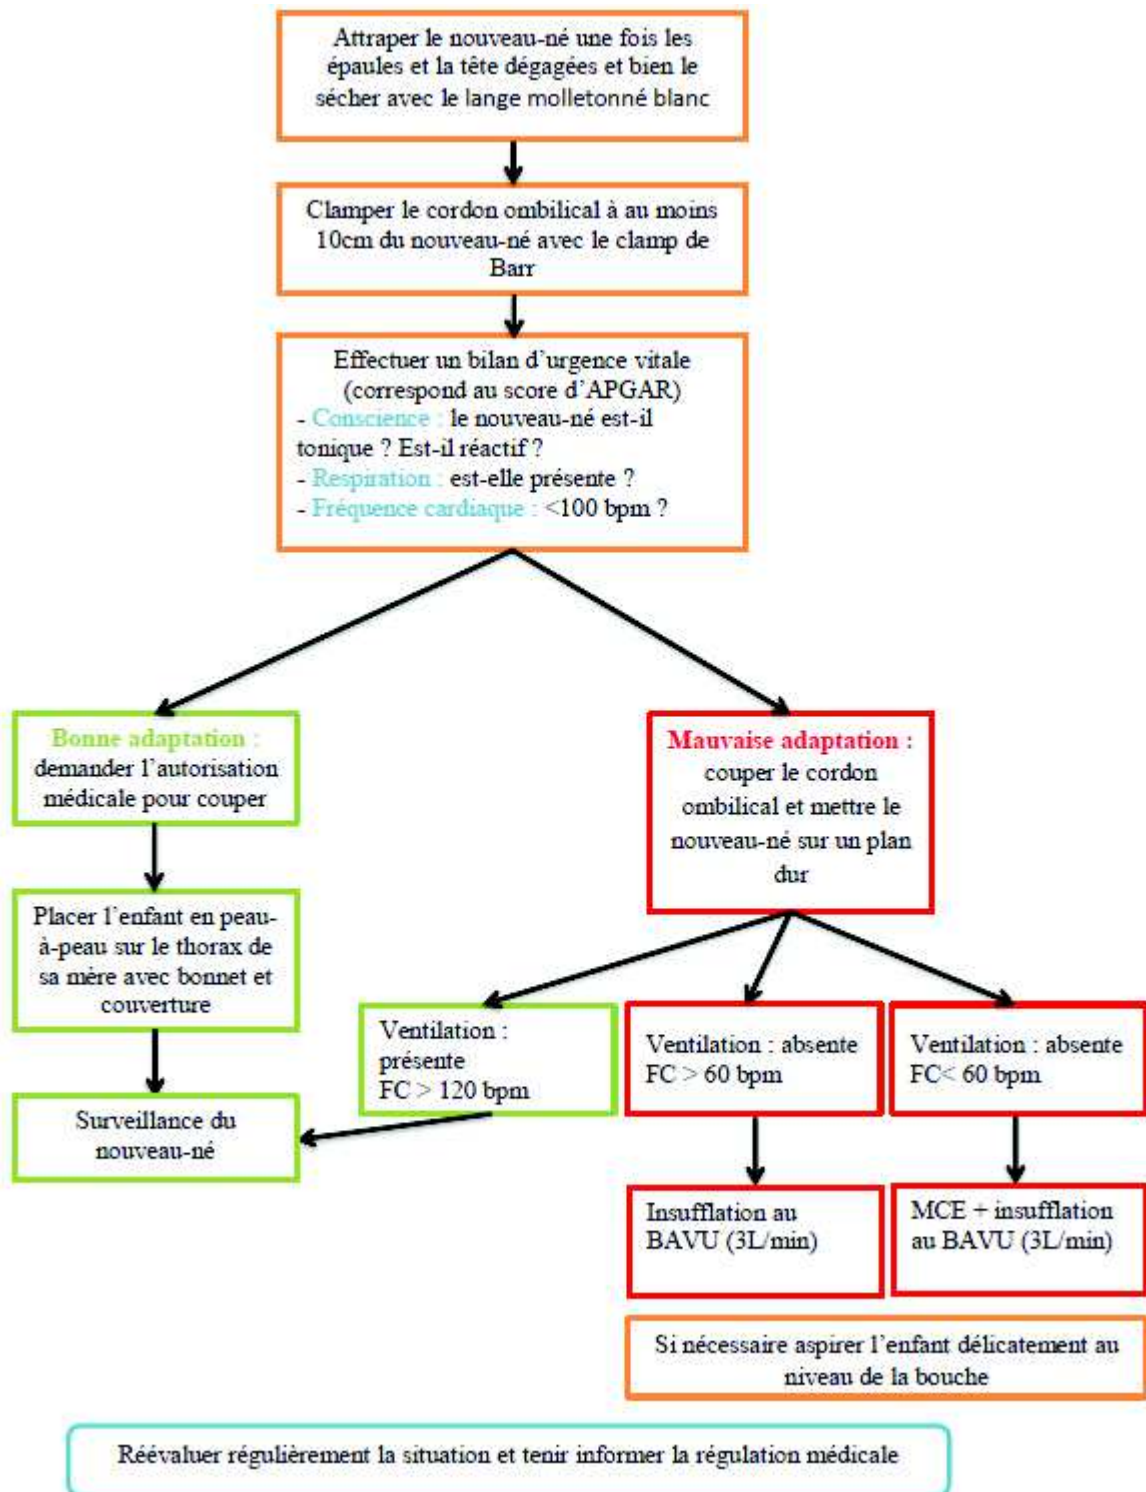 Attraper le nouveau-né une fois les
épaules et la tête dégagées et bien le
sécher avec le lange molletonné blanc
Clamper le cordon ombilical à au moins
10cm du nouveau-né avec le clamp de
Barr
Effectuer un bilan d'urgence vitale
(correspond au score d'APGAR)
- Conscience : le nouveau-né est-il
tonique ? Est-il réactif ?
- Respiration : est-elle présente ?
- Fréquence cardiaque : <100 bpm ?
Bonne adaptation :
demander l'autorisation
médicale pour couper
Placer l'enfant en peau-
à-peau sur le thorax de
sa mère avec bonnet et
couverture
Surveillance du
nouveau-né
Mauvaise adaptation :
couper le cordon
ombilical et mettre le
nouveau-né sur un plan
dur
Ventilation :
présente
FC > 120 bpm
Ventilation : absente
FC > 60 bpm
Ventilation : absente
FC< 60 bpm
Insufflation au
BAVU (3L/min)
MCE + insufflation
au BAVU (3L/min)
Si nécessaire aspirer l'enfant délicatement au
niveau de la bouche
Réévaluer régulièrement la situation et tenir informer la régulation médicale